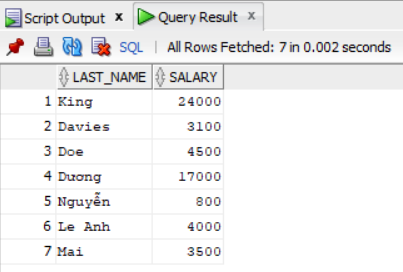 Script Output x Query Result x
SQL | All Rows Fetched: 7 in 0.002 seconds
LAST_NAME SALARY
1 King 24000
2 Davies 3100
3 Doe 4500
4 Dương 17000
5 Nguyễn 800
6 Le Anh 4000
7 Mai 3500